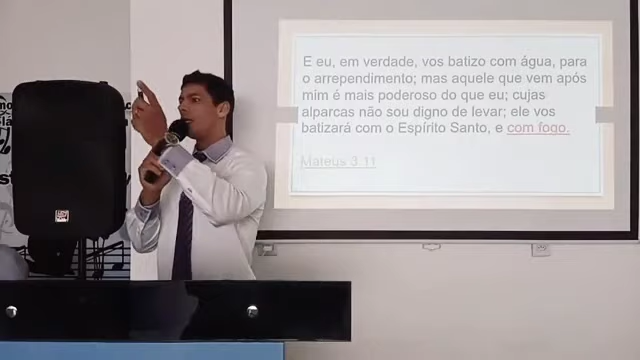 E eu, em verdade, vos batizo com água, para
o arrependimento; mas aquele que vem após
mim é mais poderoso do que eu; cujas
alparcas não sou digno de levar; ele vos
batizará com o Espírito Santo, e com fogo.
Mateus 3.11